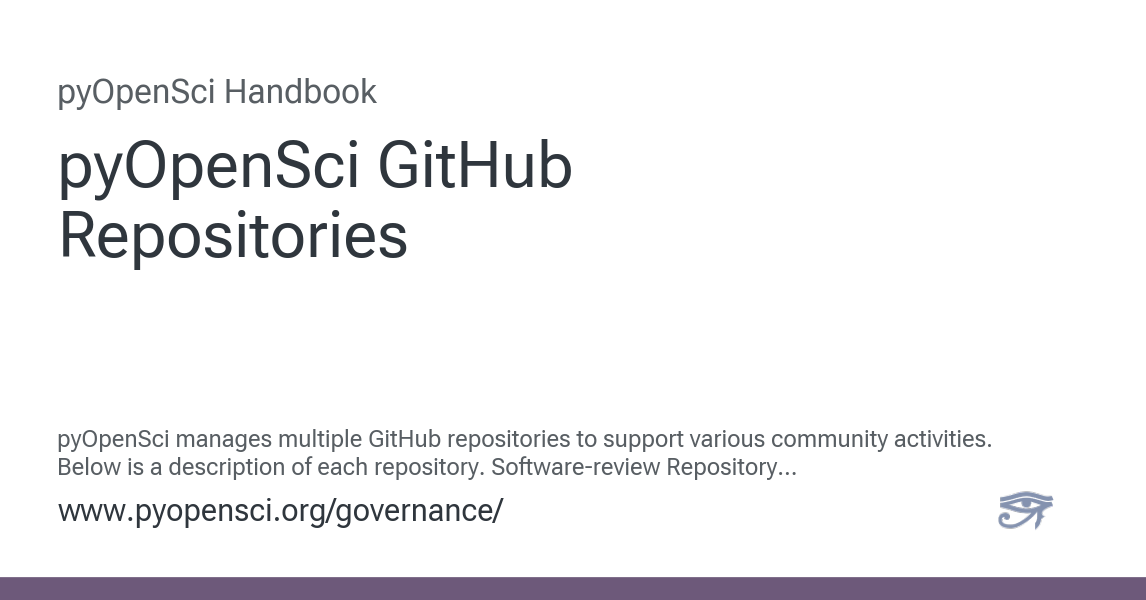 pyOpenSci Handbook
pyOpenSci GitHub
Repositories
pyOpenSci manages multiple GitHub repositories to support various community activities.
Below is a description of each repository. Software-review Repository...
www.pyopensci.org/governance/